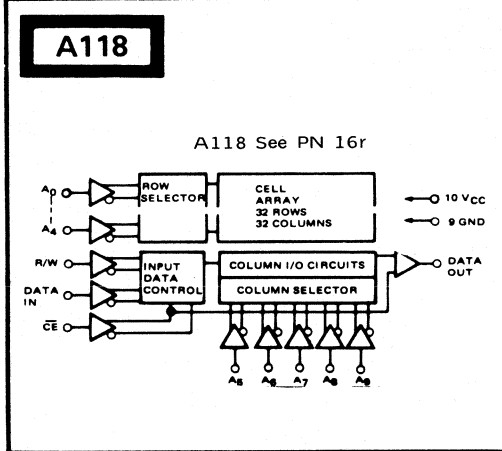 A118
A118 See PN 16r
A0
A4
ROW
SELECTOR
CELL
ARRAY
32 ROWS
32 COLUMNS
10 VCC
9 GND
R/W
DATA
IN
CE
INPUT
DATA
CONTROL
COLUMN I/O CIRCUITS
COLUMN SELECTOR
DATA
OUT
A5 A6 A7 A8 A9